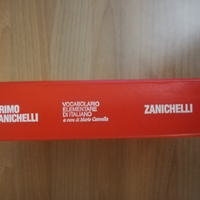 RIMO
ANICHELLI
VOCABOLARIO
ELEMENTARE
DI ITALIANO
a cura di Mario Cannella
ZANICHELLI